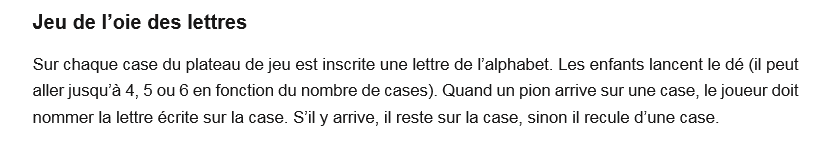 Jeu de l’oie des lettres
Sur chaque case du plateau de jeu est inscrite une lettre de l’alphabet. Les enfants lancent le dé (il peut
aller jusqu’à 4, 5 ou 6 en fonction du nombre de cases). Quand un pion arrive sur une case, le joueur doit
nommer la lettre écrite sur la case. S’il y arrive, il reste sur la case, sinon il recule d’une case.